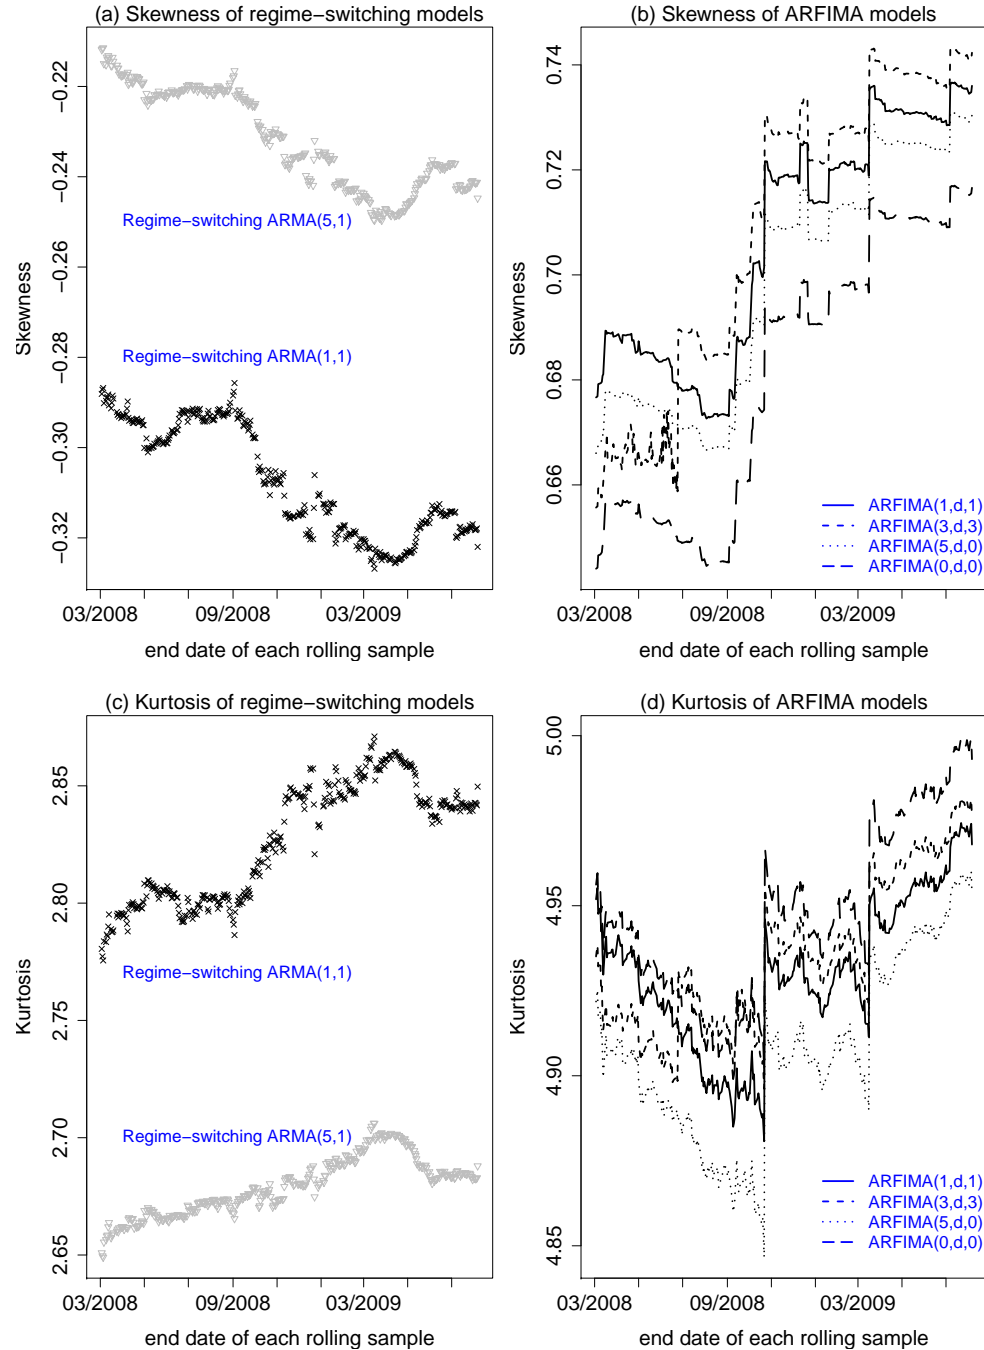 (a) Skewness of regime−switching models
Skewness
−0.22
−0.24
−0.26
−0.28
−0.30
−0.32
Regime−switching ARMA(5,1)
Regime−switching ARMA(1,1)
03/2008
09/2008
03/2009
end date of each rolling sample
(b) Skewness of ARFIMA models
Skewness
0.74
0.72
0.70
0.68
0.66
ARFIMA(1,d,1)
ARFIMA(3,d,3)
ARFIMA(5,d,0)
ARFIMA(0,d,0)
03/2008
09/2008
03/2009
end date of each rolling sample
(c) Kurtosis of regime−switching models
Kurtosis
2.85
2.80
2.75
2.70
2.65
Regime−switching ARMA(1,1)
Regime−switching ARMA(5,1)
03/2008
09/2008
03/2009
end date of each rolling sample
(d) Kurtosis of ARFIMA models
Kurtosis
5.00
4.95
4.90
4.85
ARFIMA(1,d,1)
ARFIMA(3,d,3)
ARFIMA(5,d,0)
ARFIMA(0,d,0)
03/2008
09/2008
03/2009
end date of each rolling sample